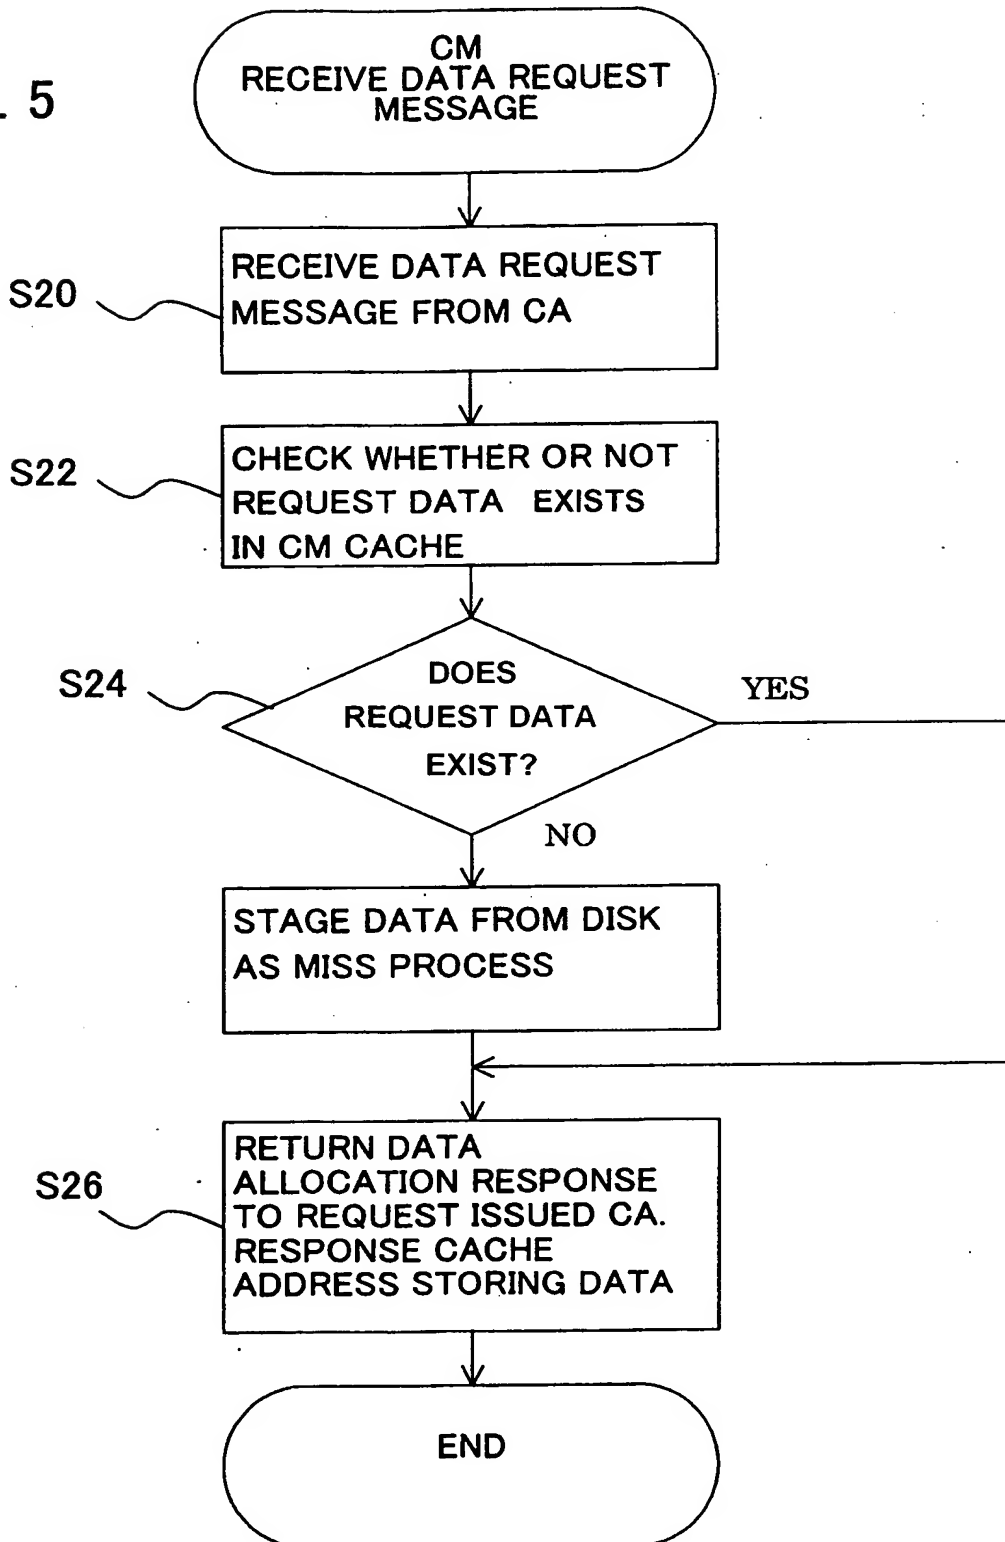 . 5
CM
RECEIVE DATA REQUEST
MESSAGE
S20
RECEIVE DATA REQUEST
MESSAGE FROM CA
S22
CHECK WHETHER OR NOT
REQUEST DATA EXISTS
IN CM CACHE
S24
DOES
REQUEST DATA
EXIST?
YES
NO
STAGE DATA FROM DISK
AS MISS PROCESS
S26
RETURN DATA
ALLOCATION RESPONSE
TO REQUEST ISSUED CA.
RESPONSE CACHE
ADDRESS STORING DATA
END